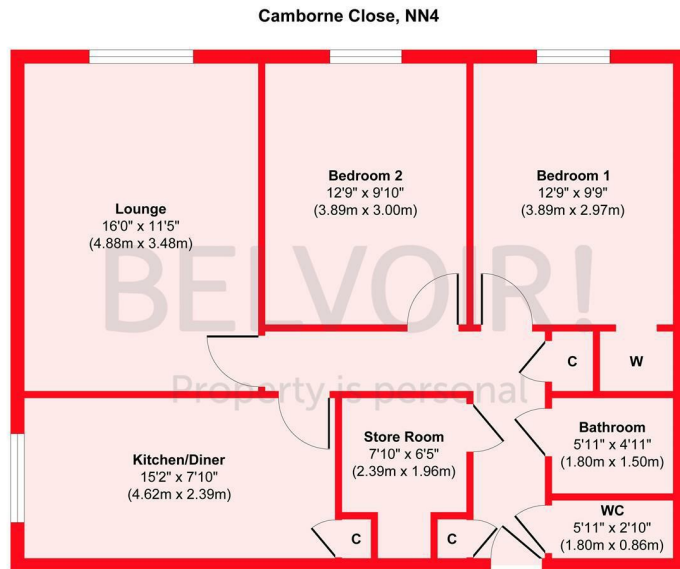 Camborne Close, NN4
Lounge
16'0" x 11'5"
(4.88m x 3.48m)
Bedroom 2
12'9" x 9'10"
(3.89m x 3.00m)
Bedroom 1
12'9" x 9'9"
(3.89m x 2.97m)
BELVOIR!
Property is personal
C
W
Kitchen/Diner
15'2" x 7'10"
(4.62m x 2.39m)
Store Room
7'10" x 6'5"
(2.39m x 1.96m)
Bathroom
5'11" x 4'11"
(1.80m x 1.50m)
WC
5'11" x 2'10"
(1.80m x 0.86m)
C
C